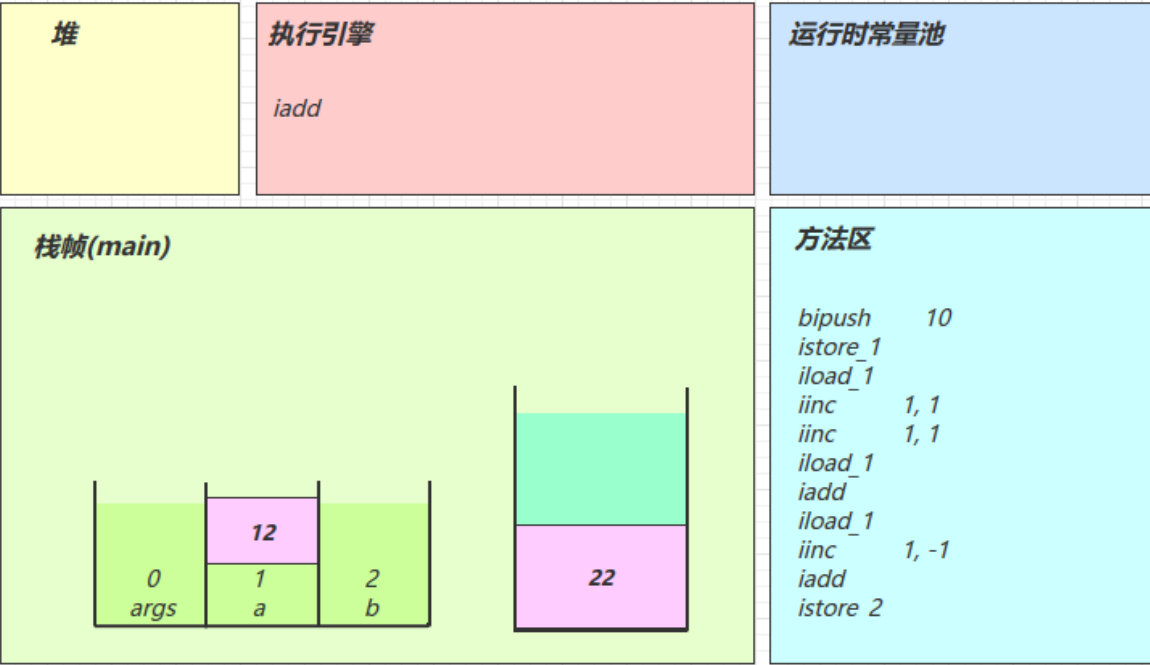 堆
执行引擎
iadd
运行时常量池
栈帧(main)
12
0
args
1
a
2
b
22
方法区
bipush 10
istore_1
iload_1
iinc 1, 1
iinc 1, 1
iload_1
iadd
iload_1
iinc 1, -1
iadd
istore 2